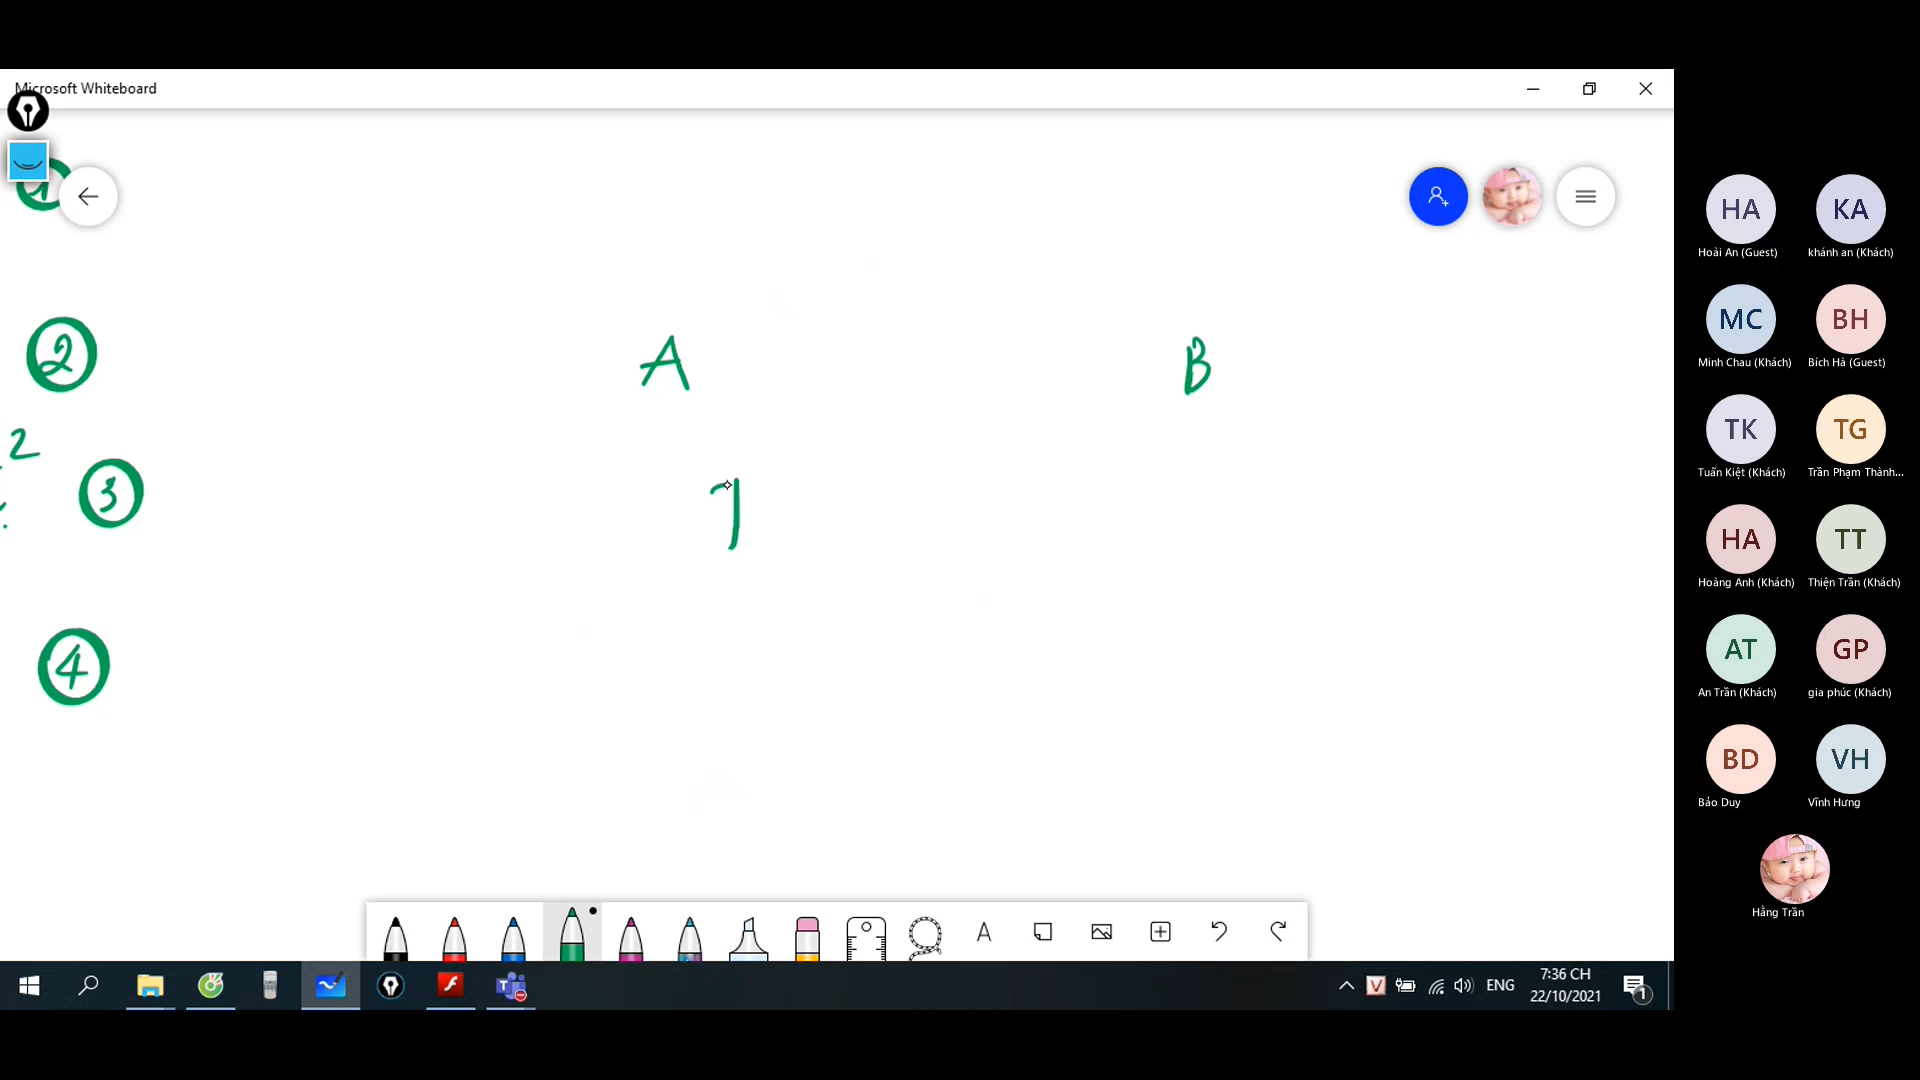 Microsoft Whiteboard
1
2
A
B
2
3
4
A
HA
Hoài An (Guest)
KA
khánh an (Khách)
MC
Minh Chau (Khách)
BH
Bích Hà (Guest)
TK
Tuấn Kiệt (Khách)
TG
Trần Phạm Thành...
HA
Hoàng Anh (Khách)
TT
Thiện Trần (Khách)
AT
An Trần (Khách)
GP
gia phúc (Khách)
BD
Bảo Duy
VH
Vĩnh Hưng
Hằng Trần
V
ENG
7:36 CH
22/10/2021
1